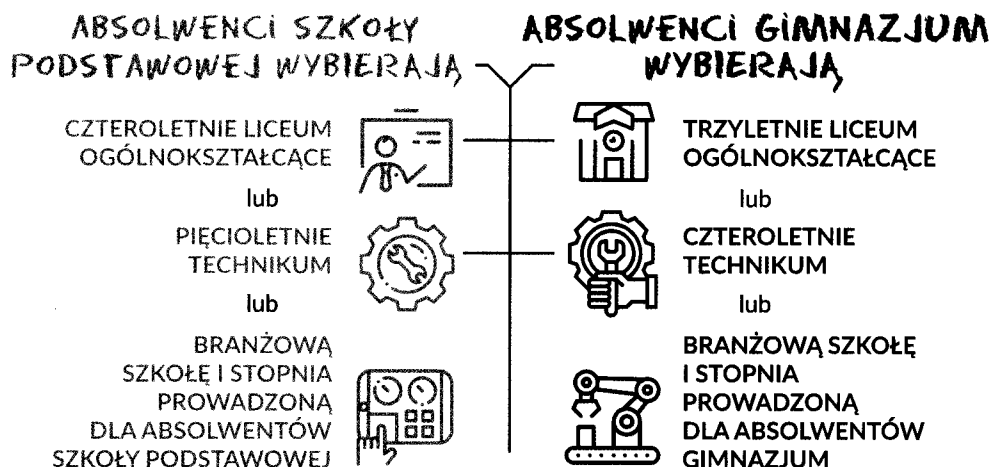 ABSOLWENCI SZKOŁY
PODSTAWOWEJ WYBIERAJĄ
CZTEROLETNIE LICEUM
OGÓLNOKSZTAŁCĄCE
lub
PIĘCIOLETNIE
TECHNIKUM
lub
BRANŻOWĄ
SZKOŁĘ I STOPNIA
PROWADZONĄ
DLA ABSOLWENTÓW
SZKOŁY PODSTAWOWEJ
ABSOLWENCI GIMNAZJUM
WYBIERAJĄ
TRZYLETNIE LICEUM
OGÓLNOKSZTAŁCĄCE
lub
CZTEROLETNIE
TECHNIKUM
lub
BRANŻOWĄ SZKOŁĘ
I STOPNIA
PROWADZONĄ
DLA ABSOLWENTÓW
GIMNAZJUM